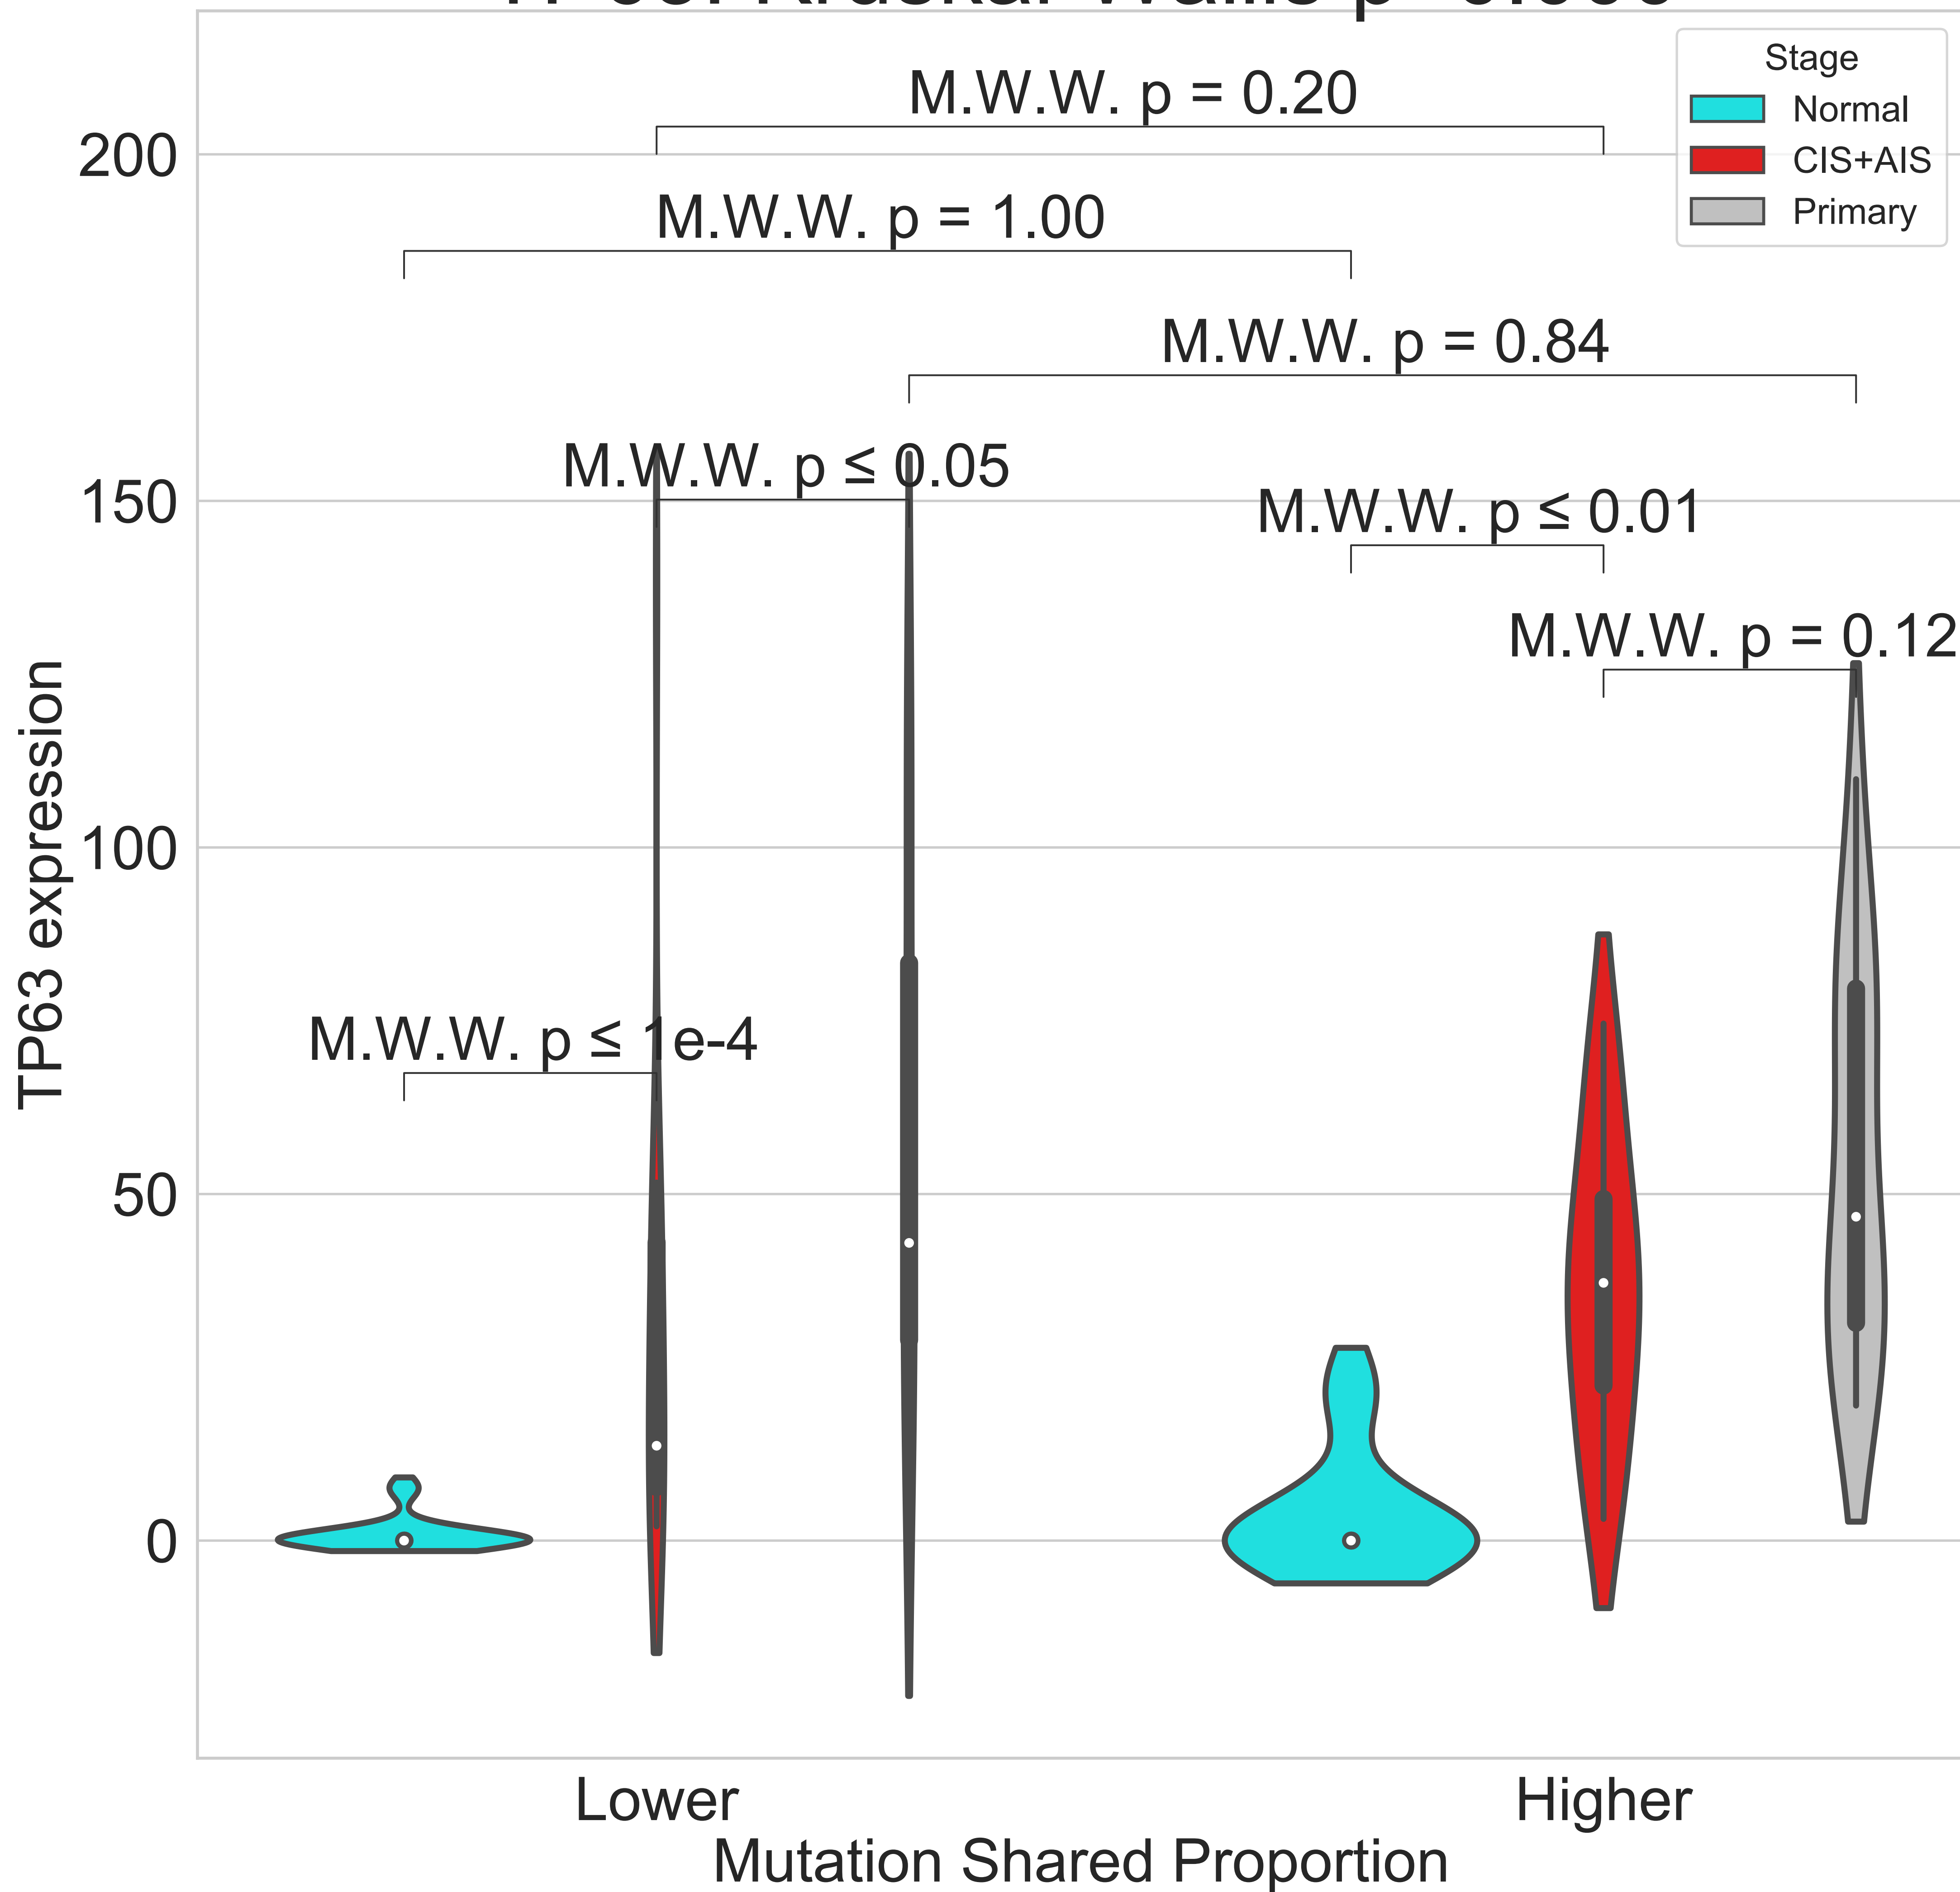 Stage
Normal
CIS+AIS
Primary
M.W.W. p = 0.20
M.W.W. p = 1.00
M.W.W. p = 0.84
M.W.W. p ≤ 0.05
M.W.W. p ≤ 0.01
M.W.W. p = 0.12
M.W.W. p ≤ 1e-4
200
150
100
50
0
TP63 expression
Lower
Higher
Mutation Shared Proportion